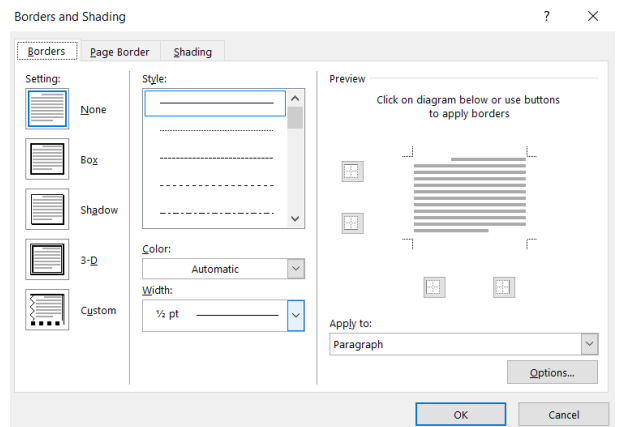 Borders and Shading ? ×
Borders Page Border Shading
Setting:
None
Box
Shadow
3-D
Custom
Style:
Color:
Automatic
Width:
½ pt
Preview
Click on diagram below or use buttons
to apply borders
Apply to:
Paragraph
Options...
OK Cancel